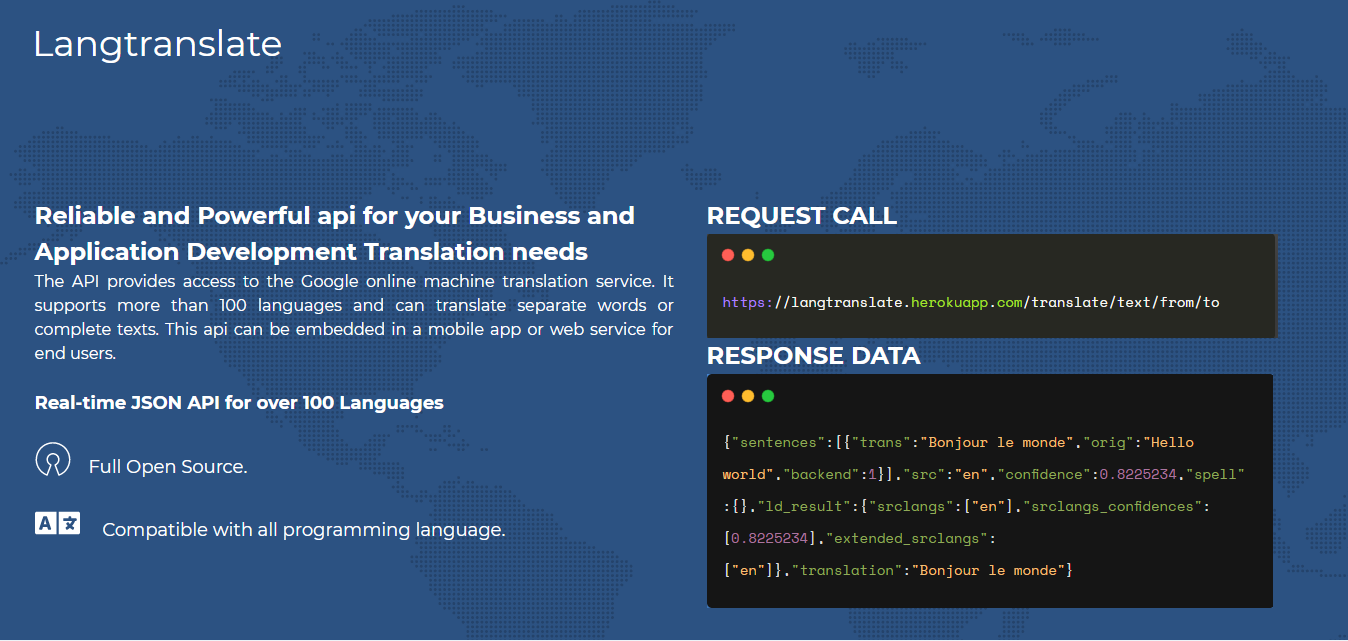 Langtranslate
Reliable and Powerful api for your Business and
Application Development Translation needs
The API provides access to the Google online machine translation service. It
supports more than 100 languages and can translate separate words or
complete texts. This api can be embedded in a mobile app or web service for
end users.
Real-time JSON API for over 100 Languages
Full Open Source.
A 文
Compatible with all programming language.
REQUEST CALL
https://langtranslate.herokuapp.com/translate/text/from/to
RESPONSE DATA
{"sentences":[{"trans":"Bonjour le monde","orig":"Hello
world","backend":1}],"src":"en","confidence":0.8225234,"spell"
:{},"ld_result":{"srclangs":["en"],"srclangs_confidences":
[0.8225234],"extended_srclangs":
["en"]},"translation":"Bonjour le monde"}